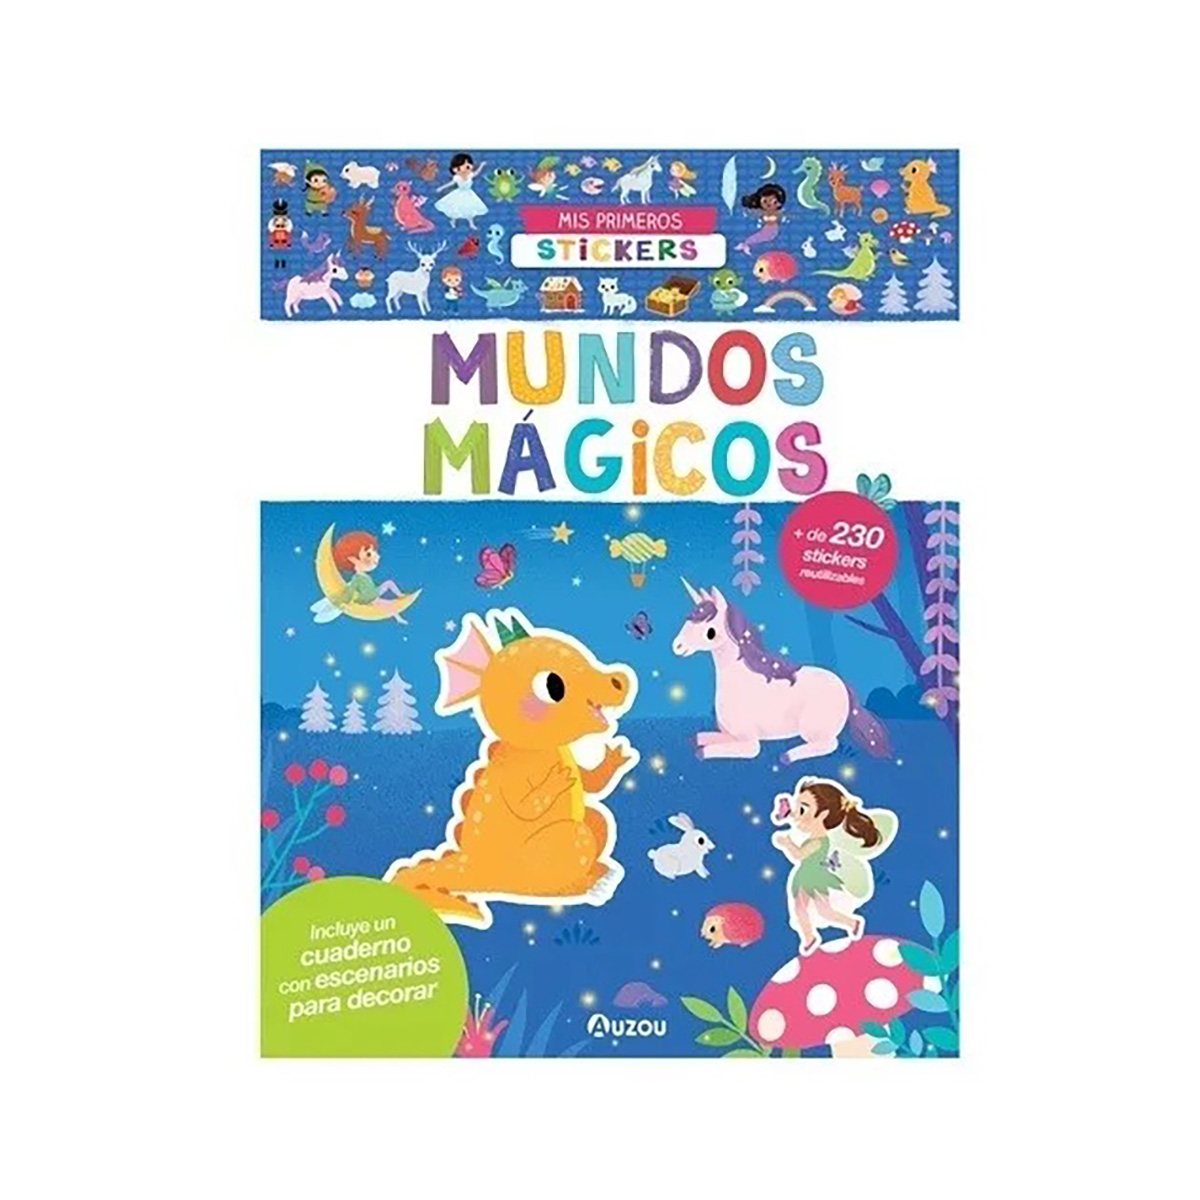 MIS PRIMEROS
STiCKERS
MUNDOS
MÁGiCOS
+ de 230
stickers
reutilizables
Incluye un
cuaderno
con escenarios
para decorar
AUZOU